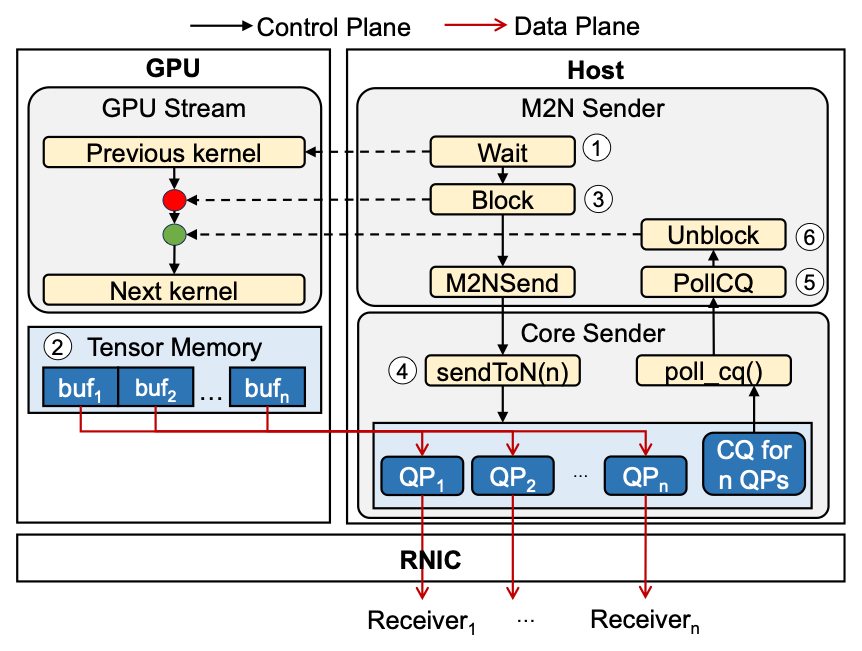 Control Plane Data Plane
GPU
GPU Stream
Previous kernel
Next kernel
② Tensor Memory
buf1 buf2 ... bufn
Host
M2N Sender
Wait ①
Block ③
Unblock ⑥
M2NSend PollCQ ⑤
Core Sender
④ sendToN(n) poll_cq()
QP1 QP2 ... QPn
CQ for
n QPs
RNIC
Receiver1 ... Receivern